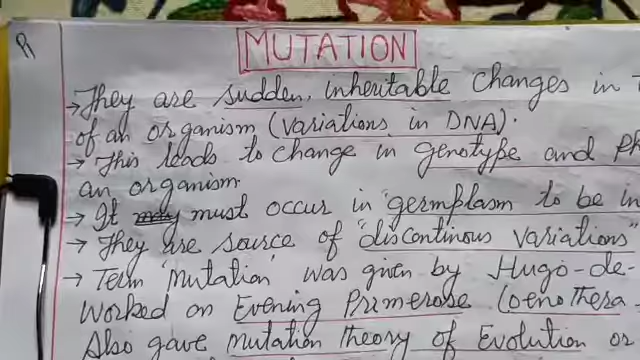 MUTATION
→ They are sudden, inheritable changes in
of an organism (variations in DNA).
→ This leads to change in genotype and Ph
an organism
→ It must occur in "germplasm to be in
→ They are source of "discontinous variations"
→ Term 'Mutation' was given by Hugo-de-
Worked on Evening Primerose (oenothera
Also gave mutation theory of Evolution or